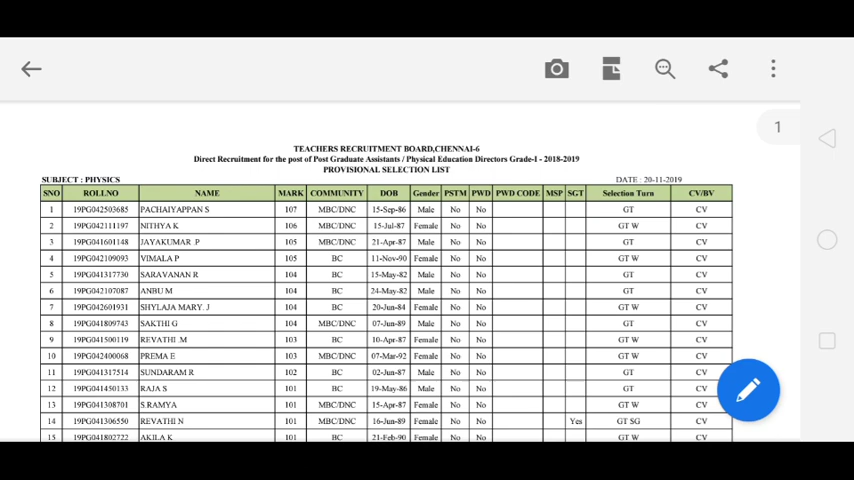 1
TEACHERS RECRUITMENT BOARD,CHENNAI-6
Direct Recruitment for the post of Post Graduate Assistants / Physical Education Directors Grade-I - 2018-2019
PROVISIONAL SELECTION LIST
SUBJECT : PHYSICS DATE : 20-11-2019
SNO ROLLNO NAME MARK COMMUNITY DOB Gender PSTM PWD PWD CODE MSP SGT Selection Turn CV/BV
1 19PG042503685 PACHAIYAPPAN S 107 MBC/DNC 15-Sep-86 Male No No GT CV
2 19PG042111197 NITHYA K 106 MBC/DNC 15-Jul-87 Female No No GT W CV
3 19PG041601148 JAYAKUMAR .P 105 MBC/DNC 21-Apr-87 Male No No GT CV
4 19PG042109093 VIMALA P 105 BC 11-Nov-90 Female No No GT W CV
5 19PG041317730 SARAVANAN R 104 BC 15-May-82 Male No No GT CV
6 19PG042107087 ANBU M 104 BC 24-May-82 Male No No GT CV
7 19PG042601931 SHYLAJA MARY. J 104 BC 20-Jun-84 Female No No GT W CV
8 19PG041809743 SAKTHI G 104 MBC/DNC 07-Jun-89 Male No No GT CV
9 19PG041500119 REVATHI .M 103 BC 10-Apr-87 Female No No GT W CV
10 19PG042400068 PREMA E 103 MBC/DNC 07-Mar-92 Female No No GT W CV
11 19PG041317514 SUNDARAM R 102 BC 02-Jun-87 Male No No GT CV
12 19PG041450133 RAJA S 101 BC 19-May-86 Male No No GT CV
13 19PG041308701 S.RAMYA 101 MBC/DNC 15-Apr-87 Female No No GT W CV
14 19PG041306550 REVATHI N 101 MBC/DNC 16-Jun-89 Female No No Yes GT SG CV
15 19PG041802722 AKILA K 101 BC 21-Feb-90 Female No No GT W CV